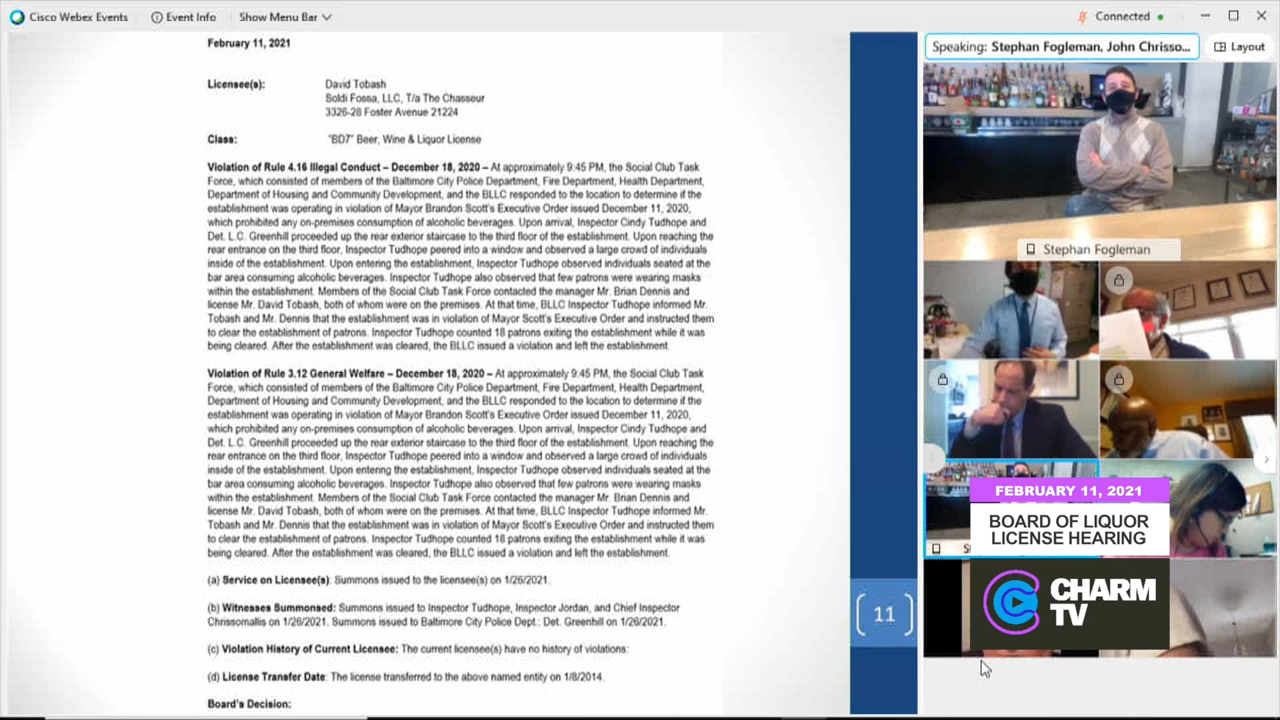 Cisco Webex Events
Event Info
Show Menu Bar
Connected
February 11, 2021
Licensee(s): David Tobash
Soldi Fossa, LLC, T/a The Chasseur
3326-28 Foster Avenue 21224
Class: "BD7" Beer, Wine & Liquor License
Violation of Rule 4.16 Illegal Conduct – December 18, 2020 – At approximately 9:45 PM, the Social Club Task
Force, which consisted of members of the Baltimore City Police Department, Fire Department, Health Department,
Department of Housing and Community Development, and the BLLC responded to the location to determine if the
establishment was operating in violation of Mayor Brandon Scott's Executive Order issued December 11, 2020,
which prohibited any on-premises consumption of alcoholic beverages. Upon arrival, Inspector Cindy Tudhope and
Det. L.C. Greenhill proceeded up the rear exterior staircase to the third floor of the establishment. Upon reaching the
rear entrance on the third floor, Inspector Tudhope peered into a window and observed a large crowd of individuals
inside of the establishment. Upon entering the establishment, Inspector Tudhope observed individuals seated at the
bar area consuming alcoholic beverages. Inspector Tudhope also observed that few patrons were wearing masks
within the establishment. Members of the Social Club Task Force contacted the manager Mr. Brian Dennis and
license Mr. David Tobash, both of whom were on the premises. At that time, BLLC Inspector Tudhope informed Mr.
Tobash and Mr. Dennis that the establishment was in violation of Mayor Scott's Executive Order and instructed them
to clear the establishment of patrons. Inspector Tudhope counted 18 patrons exiting the establishment while it was
being cleared. After the establishment was cleared, the BLLC issued a violation and left the establishment.
Violation of Rule 3.12 General Welfare – December 18, 2020 – At approximately 9:45 PM, the Social Club Task
Force, which consisted of members of the Baltimore City Police Department, Fire Department, Health Department,
Department of Housing and Community Development, and the BLLC responded to the location to determine if the
establishment was operating in violation of Mayor Brandon Scott's Executive Order issued December 11, 2020,
which prohibited any on-premises consumption of alcoholic beverages. Upon arrival, Inspector Cindy Tudhope and
Det. L.C. Greenhill proceeded up the rear exterior staircase to the third floor of the establishment. Upon reaching the
rear entrance on the third floor, Inspector Tudhope peered into a window and observed a large crowd of individuals
inside of the establishment. Upon entering the establishment, Inspector Tudhope observed individuals seated at the
bar area consuming alcoholic beverages. Inspector Tudhope also observed that few patrons were wearing masks
within the establishment. Members of the Social Club Task Force contacted the manager Mr. Brian Dennis and
license Mr. David Tobash, both of whom were on the premises. At that time, BLLC Inspector Tudhope informed Mr.
Tobash and Mr. Dennis that the establishment was in violation of Mayor Scott's Executive Order and instructed them
to clear the establishment of patrons. Inspector Tudhope counted 18 patrons exiting the establishment while it was
being cleared. After the establishment was cleared, the BLLC issued a violation and left the establishment.
(a) Service on Licensee(s): Summons issued to the licensee(s) on 1/26/2021.
(b) Witnesses Summonsed: Summons issued to Inspector Tudhope, Inspector Jordan, and Chief Inspector
Chrissomallis on 1/26/2021. Summons issued to Baltimore City Police Dept.: Det. Greenhill on 1/26/2021.
(c) Violation History of Current Licensee: The current licensee(s) have no history of violations:
(d) License Transfer Date: The license transferred to the above named entity on 1/8/2014.
Board's Decision:
11
Speaking: Stephan Fogleman, John Chrisso...
Layout
Stephan Fogleman
FEBRUARY 11, 2021
BOARD OF LIQUOR
LICENSE HEARING
CHARM
TV